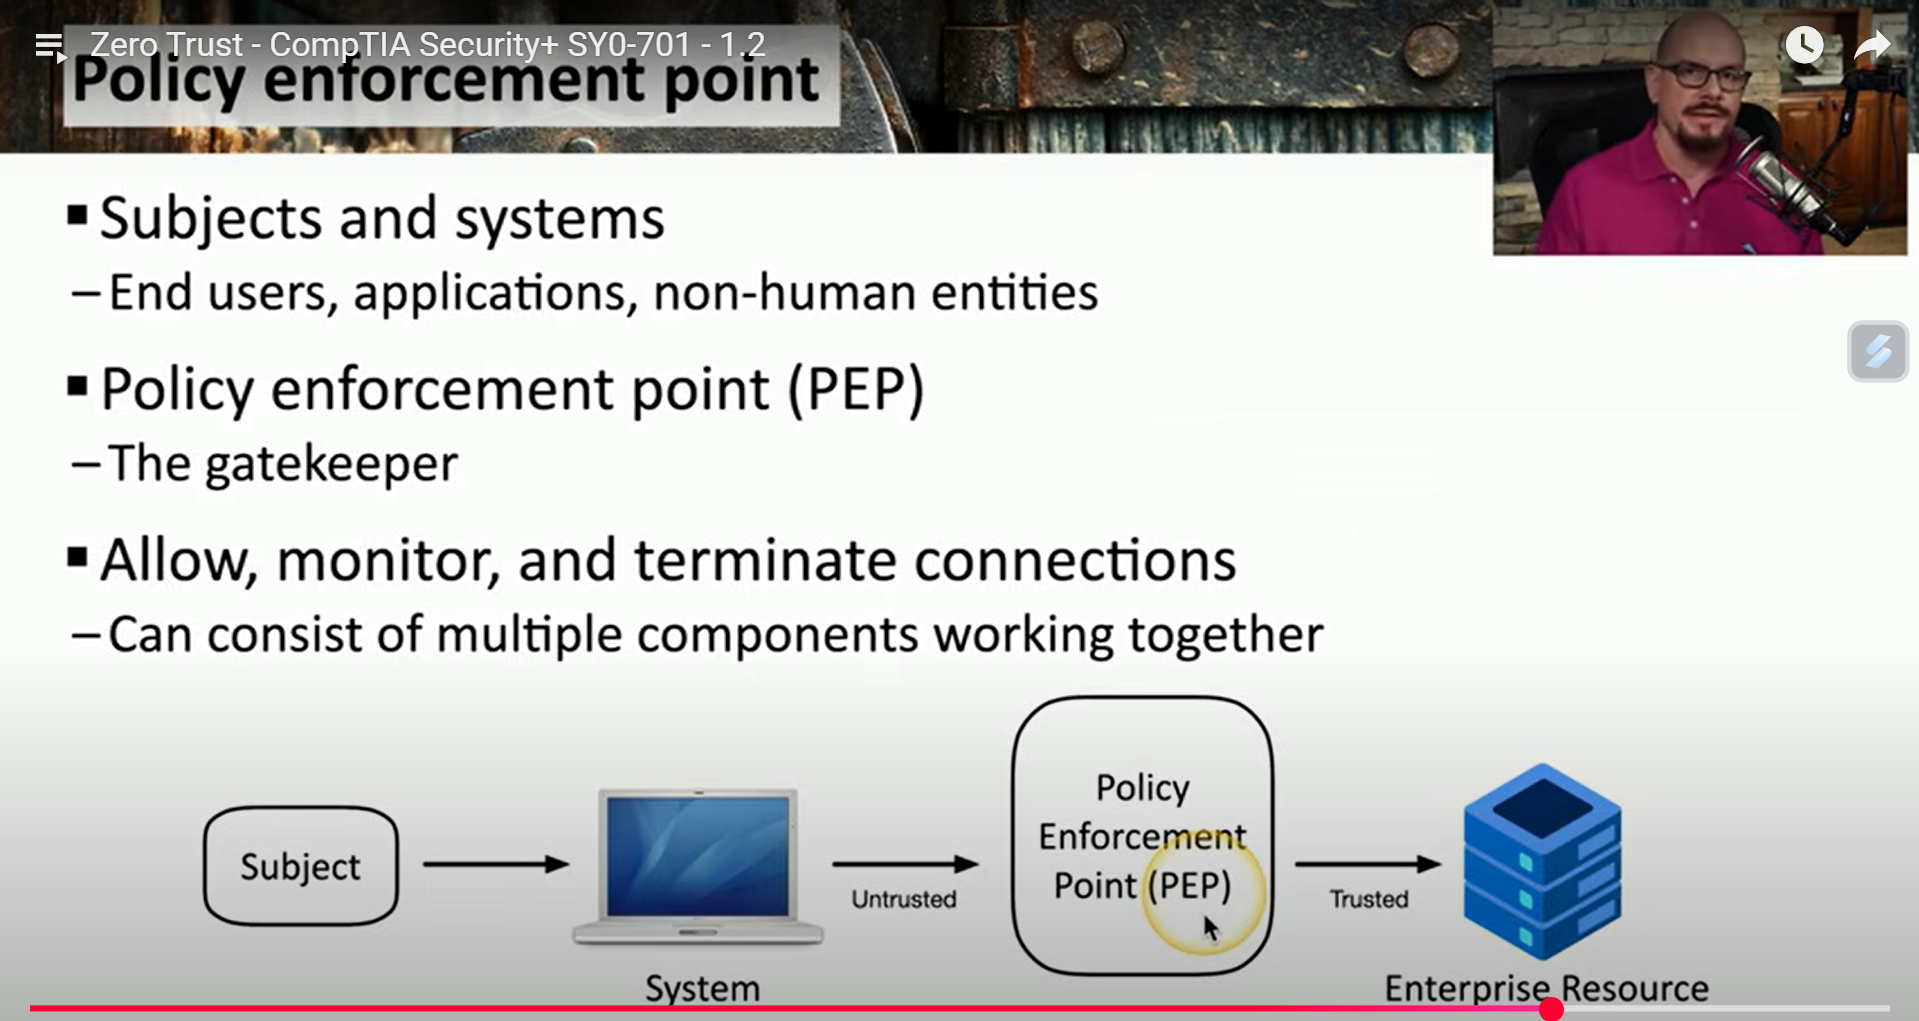 Zero Trust - CompTIA Security+ SY0-701 - 1.2
Policy enforcement point
▪ Subjects and systems
– End users, applications, non-human entities
▪ Policy enforcement point (PEP)
– The gatekeeper
▪ Allow, monitor, and terminate connections
– Can consist of multiple components working together
Subject
System
Untrusted
Policy
Enforcement
Point (PEP)
Trusted
Enterprise Resource